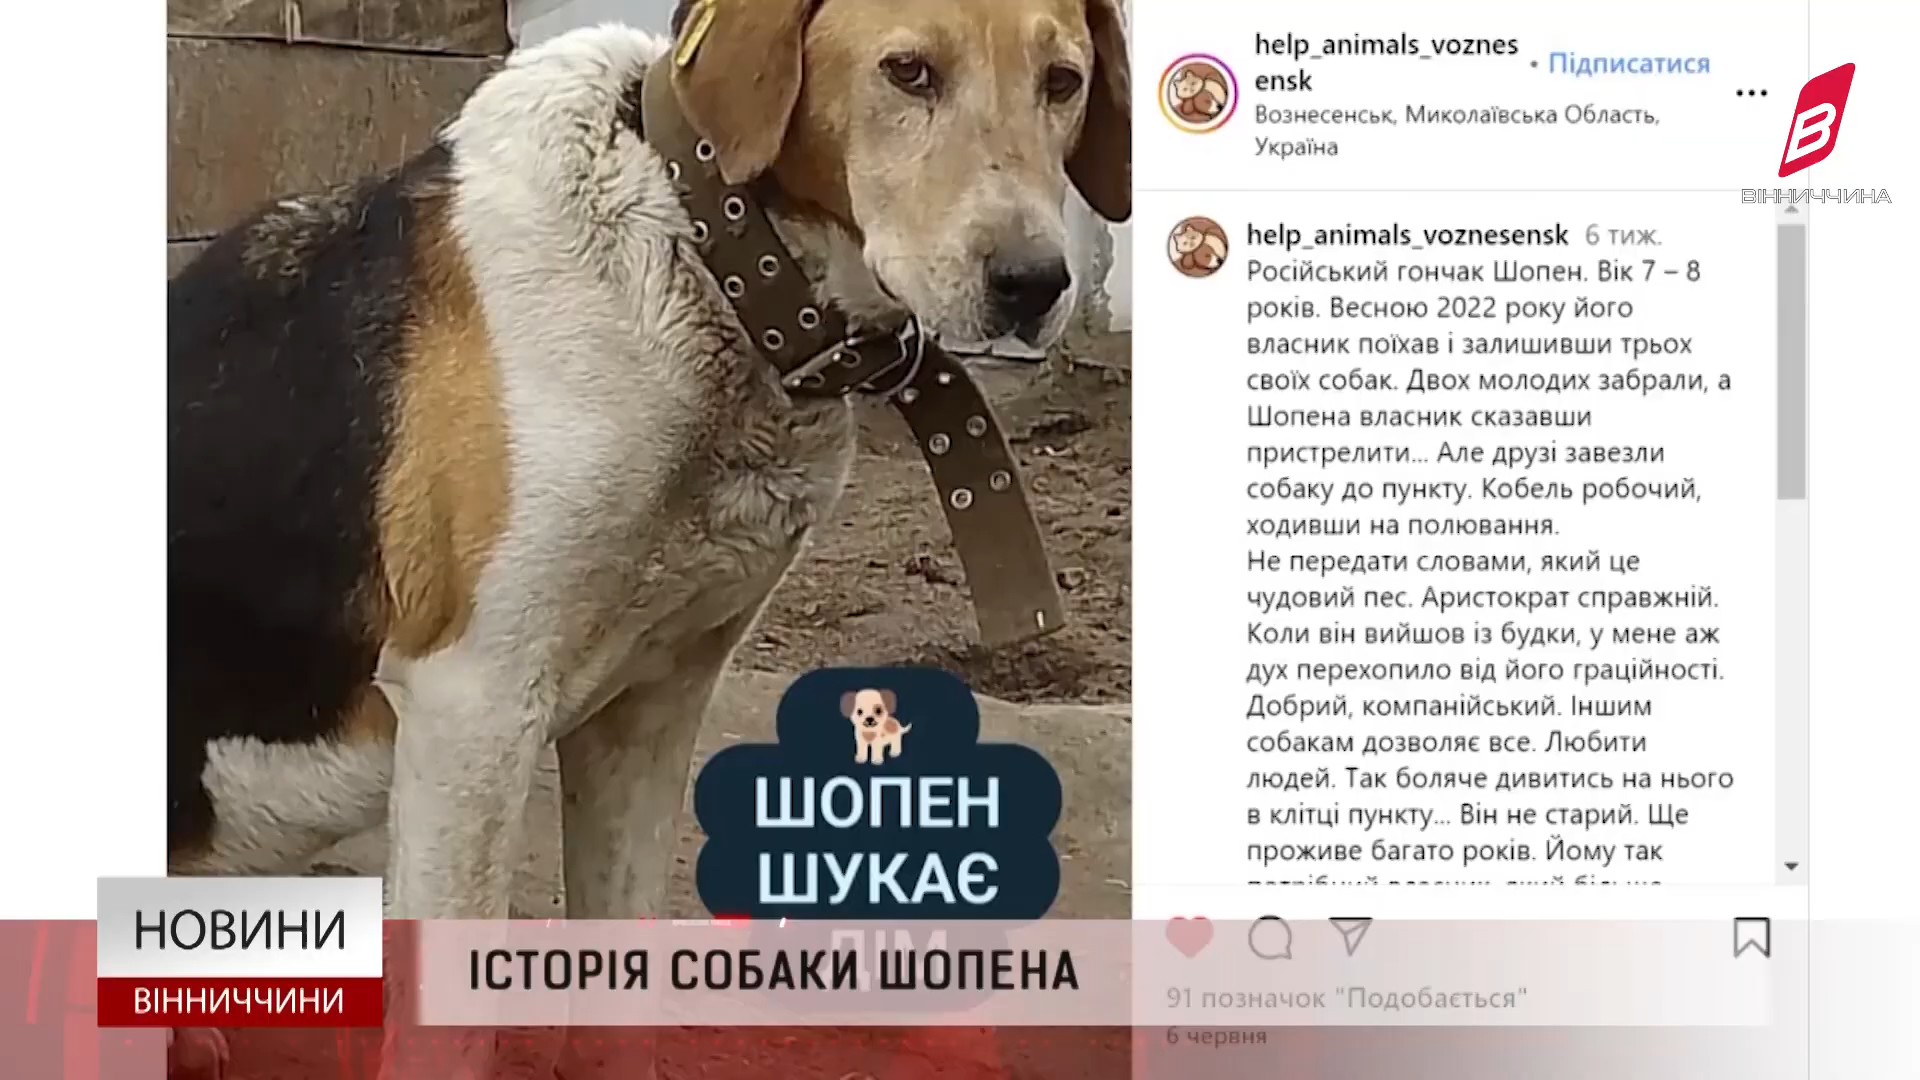 help_animals_voznes
ensk
• Підписатися
Вознесенськ, Миколаївська Область,
Україна
ВІННИЧЧИНА
help_animals_voznesensk 6 тиж.
Російський гончак Шопен. Вік 7 – 8
років. Весною 2022 року його
власник поїхав і залишивши трьох
своїх собак. Двох молодих забрали, а
Шопена власник сказавши
пристрелити... Але друзі завезли
собаку до пункту. Кобель робочий,
ходивши на полювання.
Не передати словами, який це
чудовий пес. Аристократ справжній.
Коли він вийшов із будки, у мене аж
дух перехопило від його граційності.
Добрий, компанійський. Іншим
собакам дозволяє все. Любити
людей. Так боляче дивитись на нього
в клітці пункту... Він не старий. Ще
проживе багато років. Йому так
ШОПЕН
ШУКАЄ
ДІМ
НОВИНИ
ВІННИЧЧИНИ
ІСТОРІЯ СОБАКИ ШОПЕНА
91 позначок "Подобається"
6 червня